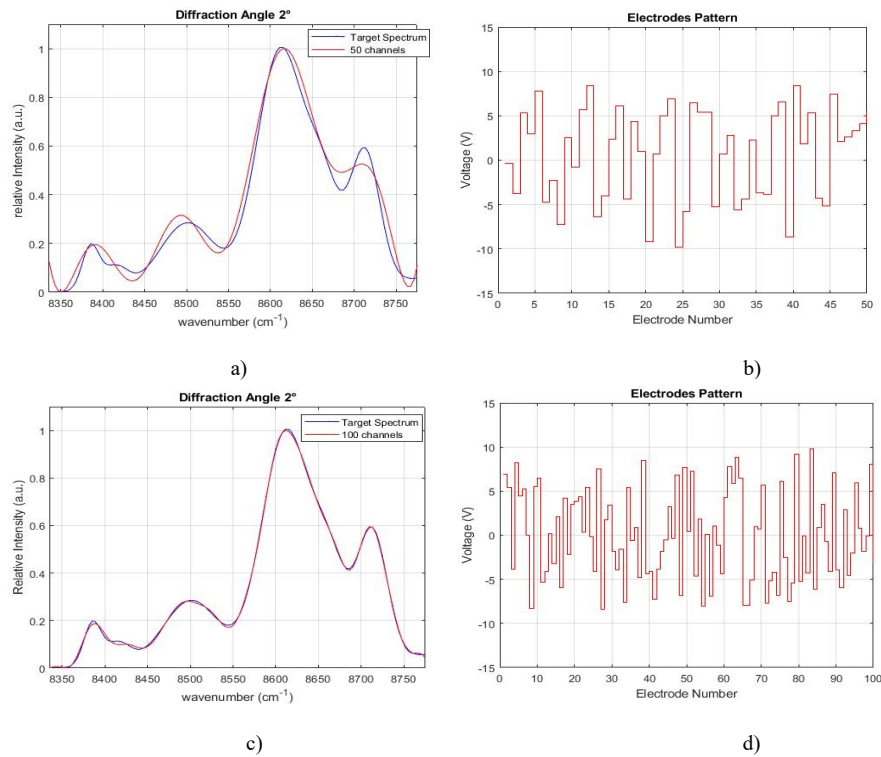 Diffraction Angle 2°
Target Spectrum
50 channels
1
0.8
0.6
0.4
0.2
0
relative Intensity (a.u.)
8350 8400 8450 8500 8550 8600 8650 8700 8750
wavenumber (cm⁻¹)
a)
Electrodes Pattern
15
10
5
0
-5
-10
-15
Voltage (V)
0 5 10 15 20 25 30 35 40 45 50
Electrode Number
b)
Diffraction Angle 2°
Target Spectrum
100 channels
1
0.8
0.6
0.4
0.2
0
Relative Intensity (a.u.)
8350 8400 8450 8500 8550 8600 8650 8700 8750
wavenumber (cm⁻¹)
c)
Electrodes Pattern
15
10
5
0
-5
-10
-15
Voltage (V)
0 10 20 30 40 50 60 70 80 90 100
Electrode Number
d)